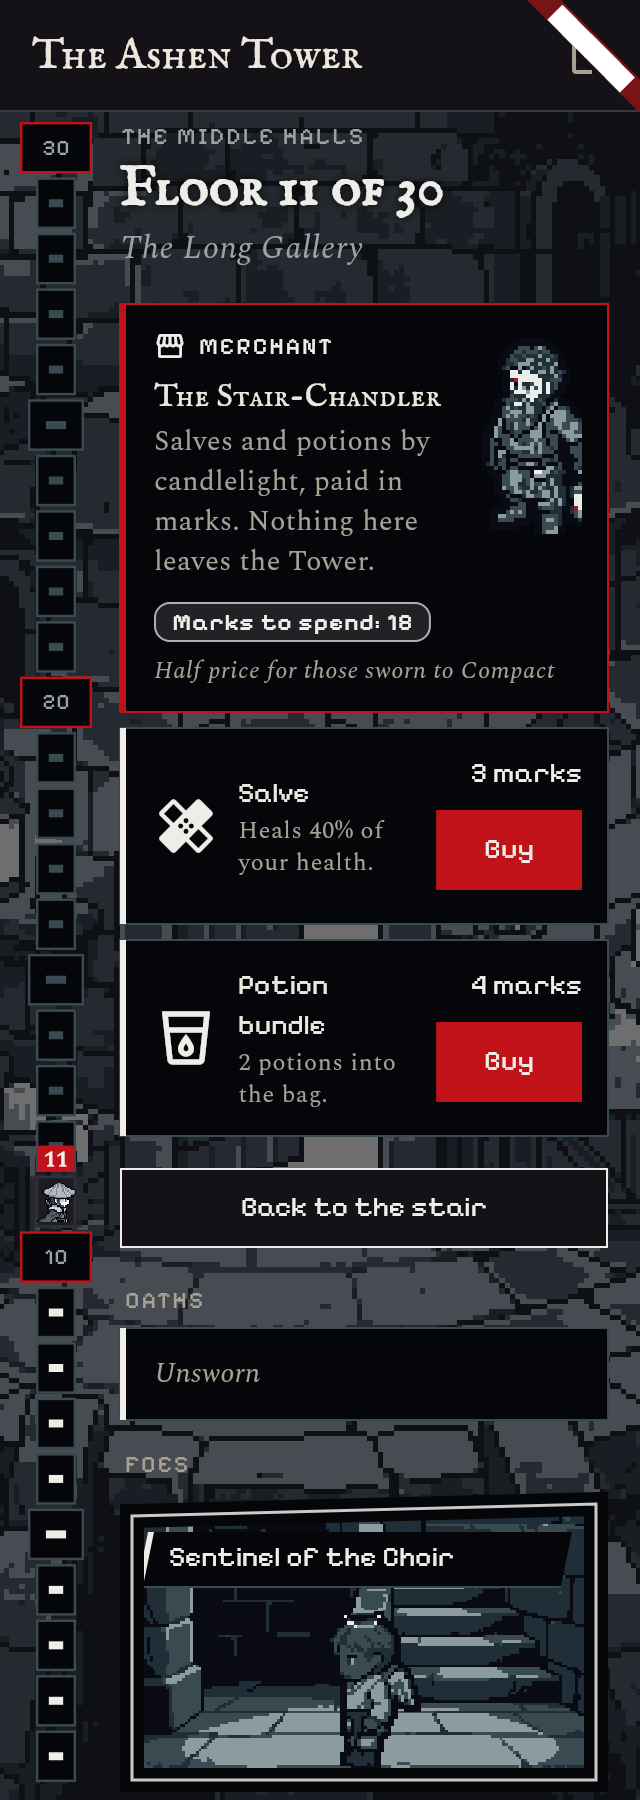 The Ashen Tower
30
THE MIDDLE HALLS
Floor 11 of 30
The Long Gallery
MERCHANT
The Stair-Chandler
Salves and potions by
candlelight, paid in
marks. Nothing here
leaves the Tower.
Marks to spend: 18
Half price for those sworn to Compact
20
3 marks
Salve
Heals 40% of
your health.
Buy
4 marks
Potion
bundle
2 potions into
the bag.
Buy
11
Back to the stair
10
OATHS
Unsworn
FOES
Sentinel of the Choir